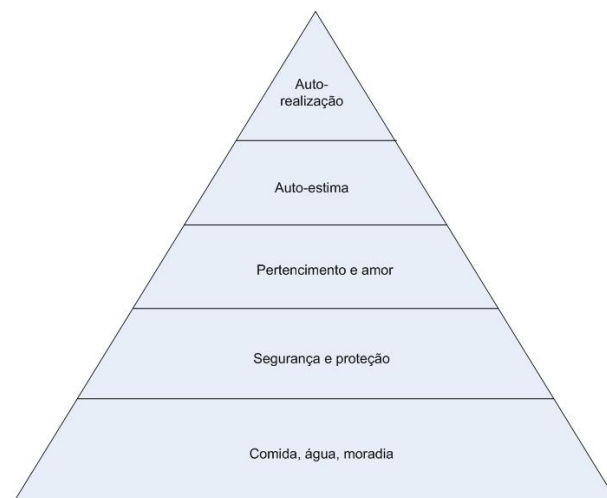 Auto-
realização
Auto-estima
Pertencimento e amor
Segurança e proteção
Comida, água, moradia